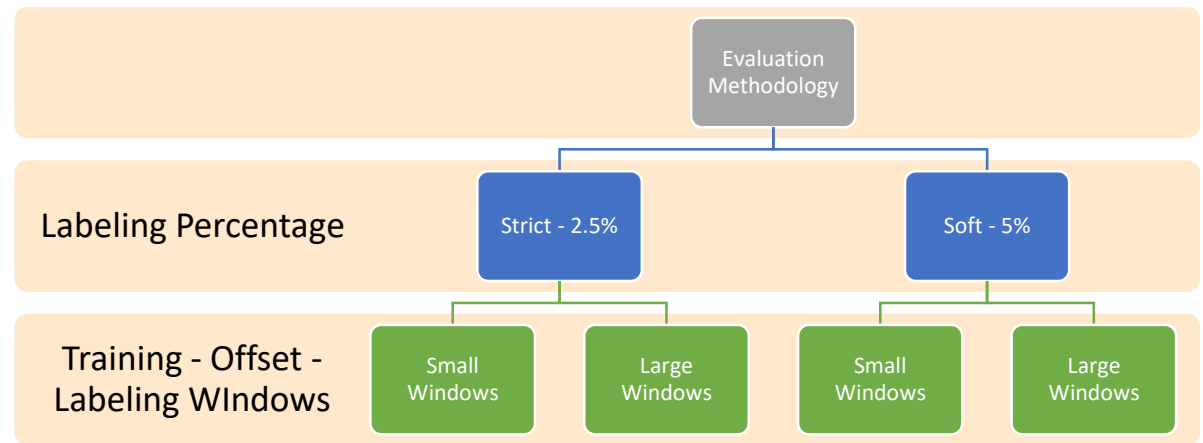 Evaluation
Methodology
Labeling Percentage
Strict - 2.5%
Soft - 5%
Training - Offset -
Labeling WIndows
Small
Windows
Large
Windows
Small
Windows
Large
Windows